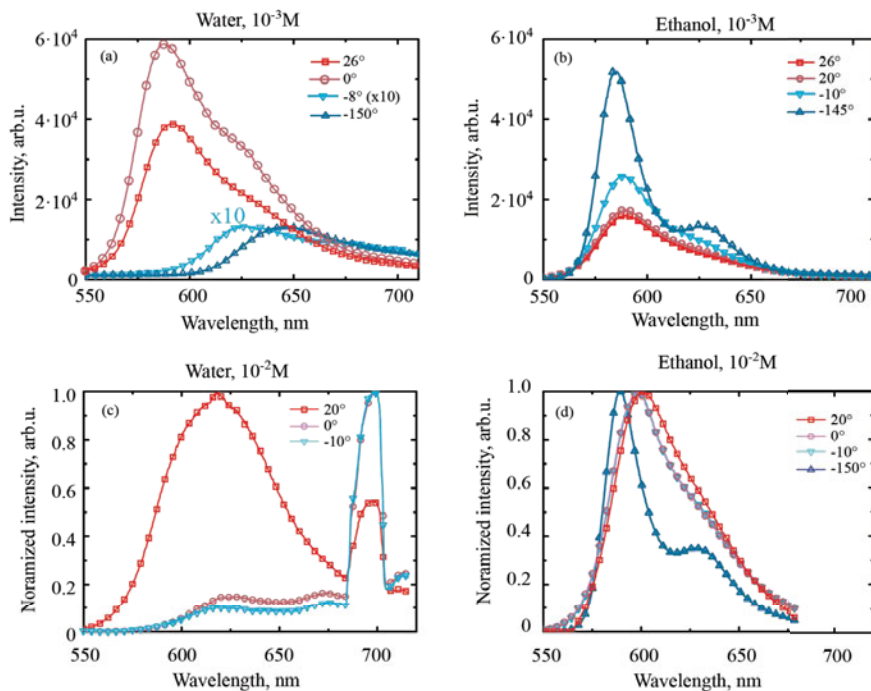 Water, 10⁻³M
(a)
26°
0°
-8° (x10)
-150°
x10
6·10⁴
4·10⁴
2·10⁴
0
550 600 650 700
Intensity, arb.u.
Wavelength, nm
Ethanol, 10⁻³M
(b)
26°
20°
-10°
-145°
6·10⁴
4·10⁴
2·10⁴
0
550 600 650 700
Intensity, arb.u.
Wavelength, nm
Water, 10⁻²M
(c)
20°
0°
-10°
1.0
0.8
0.6
0.4
0.2
0
550 600 650 700
Noramized intensity, arb.u.
Wavelength, nm
Ethanol, 10⁻²M
(d)
20°
0°
-10°
-150°
1.0
0.8
0.6
0.4
0.2
0
550 600 650 700
Noramized intensity, arb.u.
Wavelength, nm